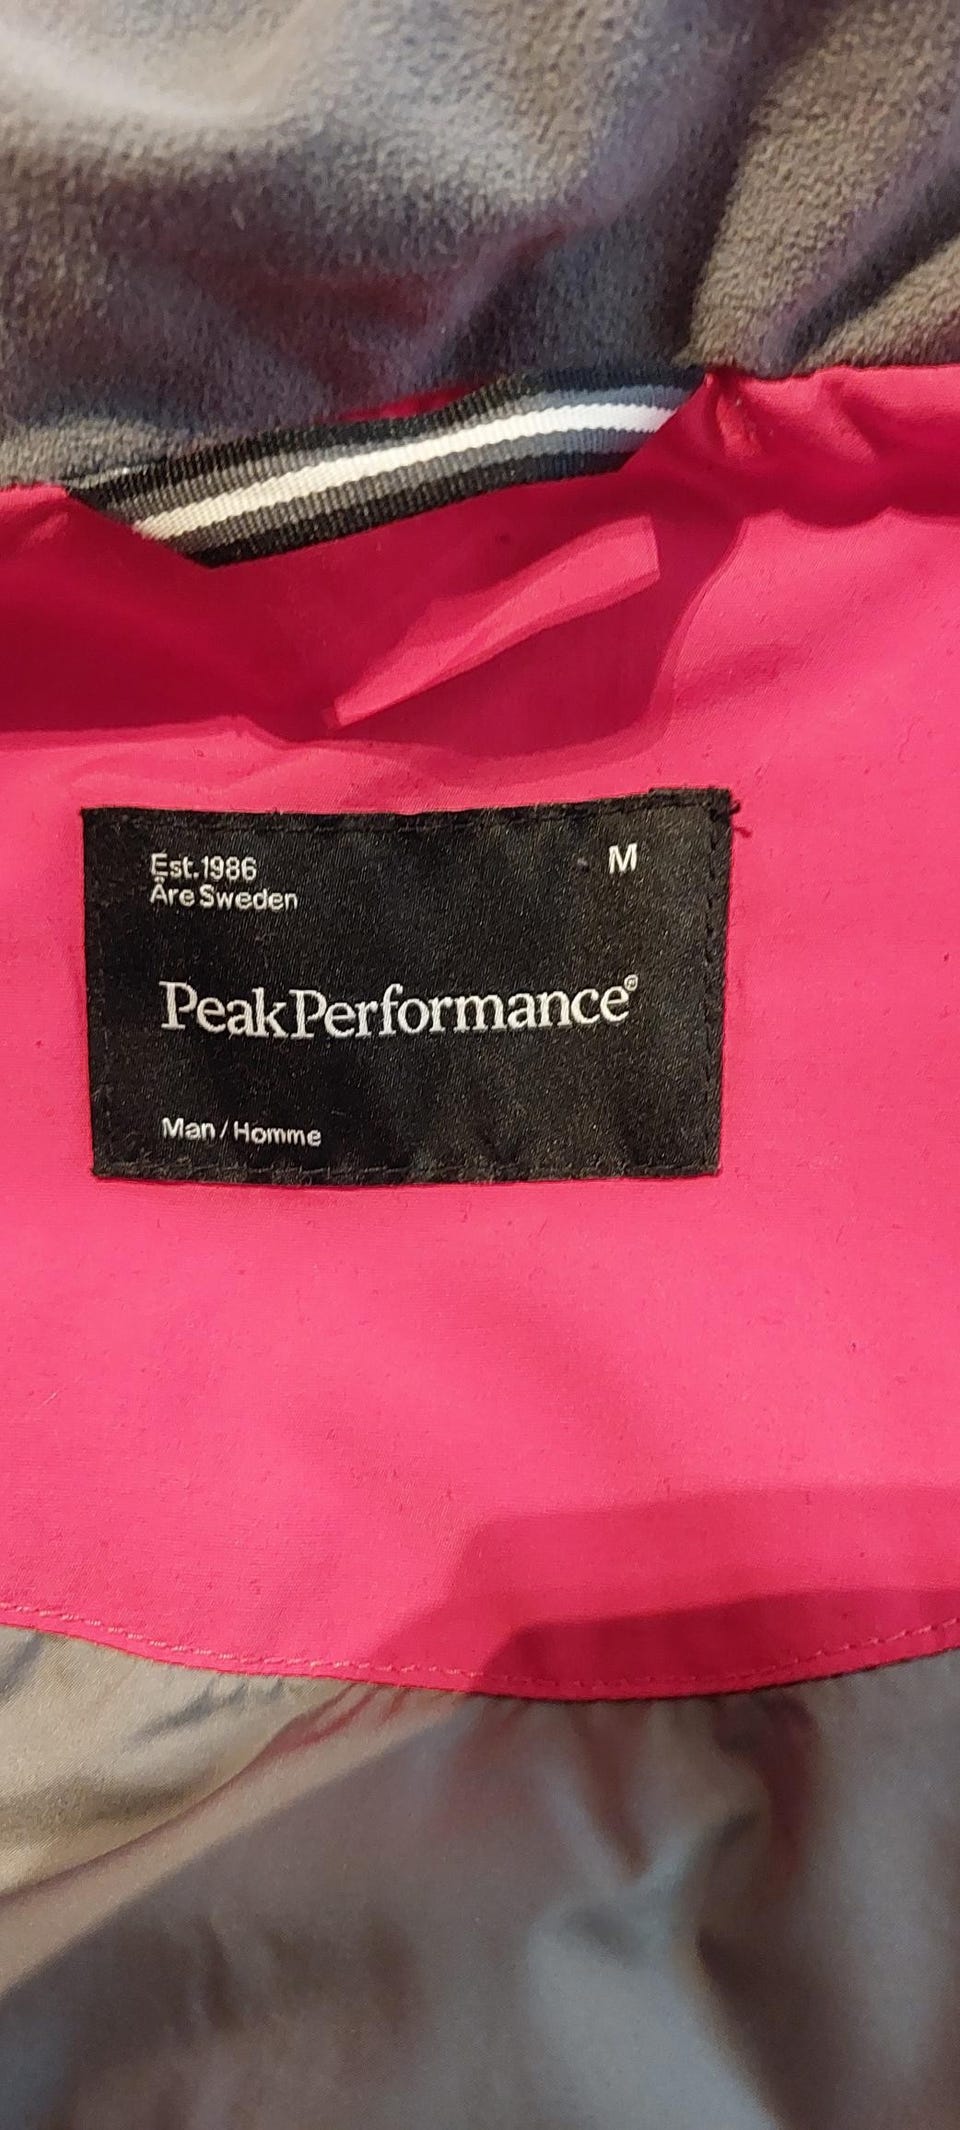 Est.1986
Åre Sweden
M
PeakPerformance®
Man / Homme